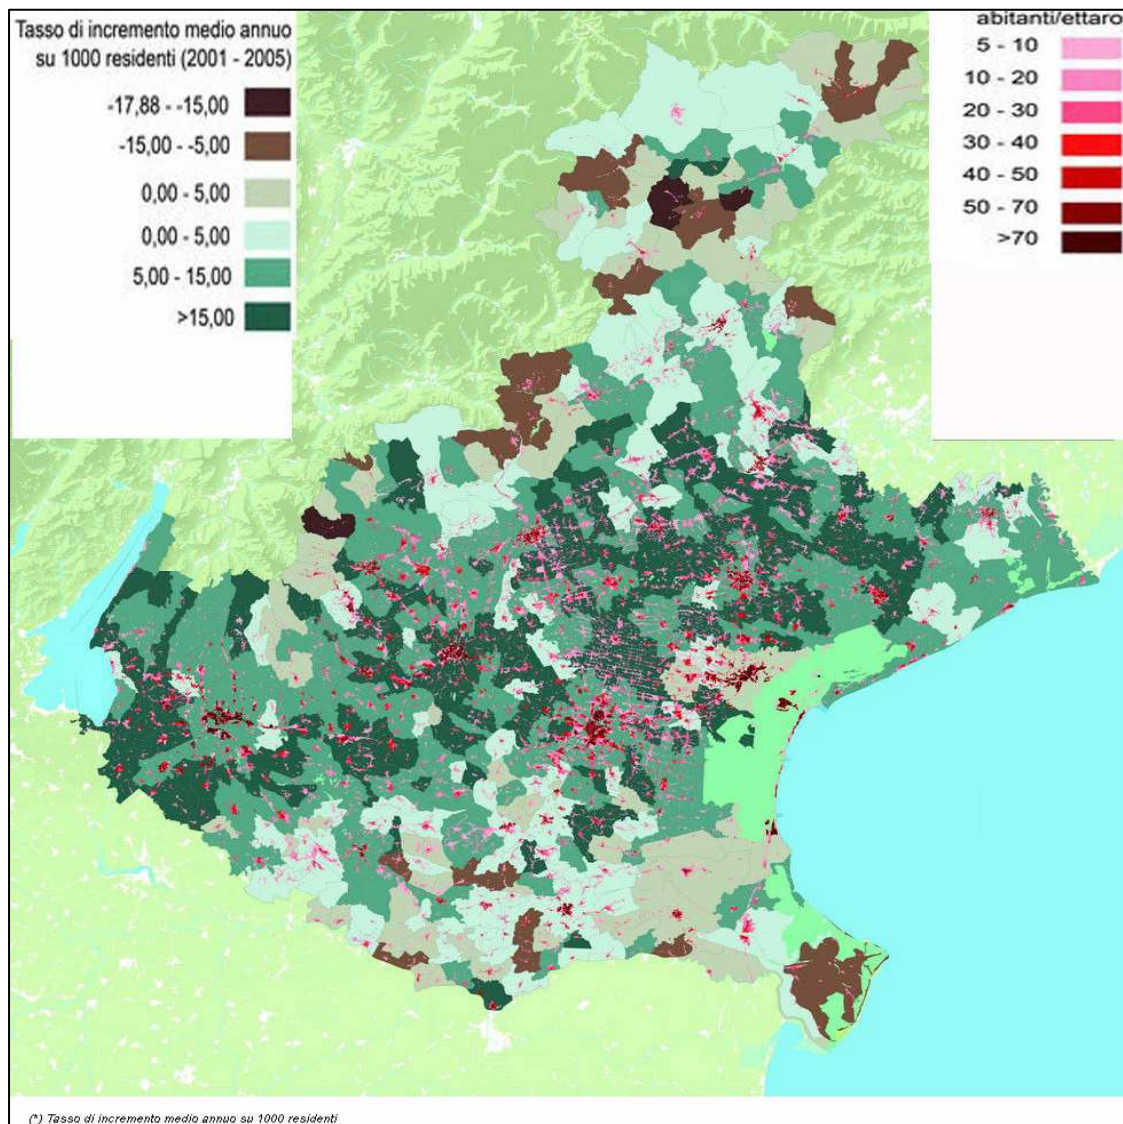 Tasso di incremento medio annuo
su 1000 residenti (2001 - 2005)
-17,88 - -15,00
-15,00 - -5,00
0,00 - 5,00
0,00 - 5,00
5,00 - 15,00
>15,00
abitanti/ettaro
5 - 10
10 - 20
20 - 30
30 - 40
40 - 50
50 - 70
>70
(*) Tasso di incremento medio annuo su 1000 residenti